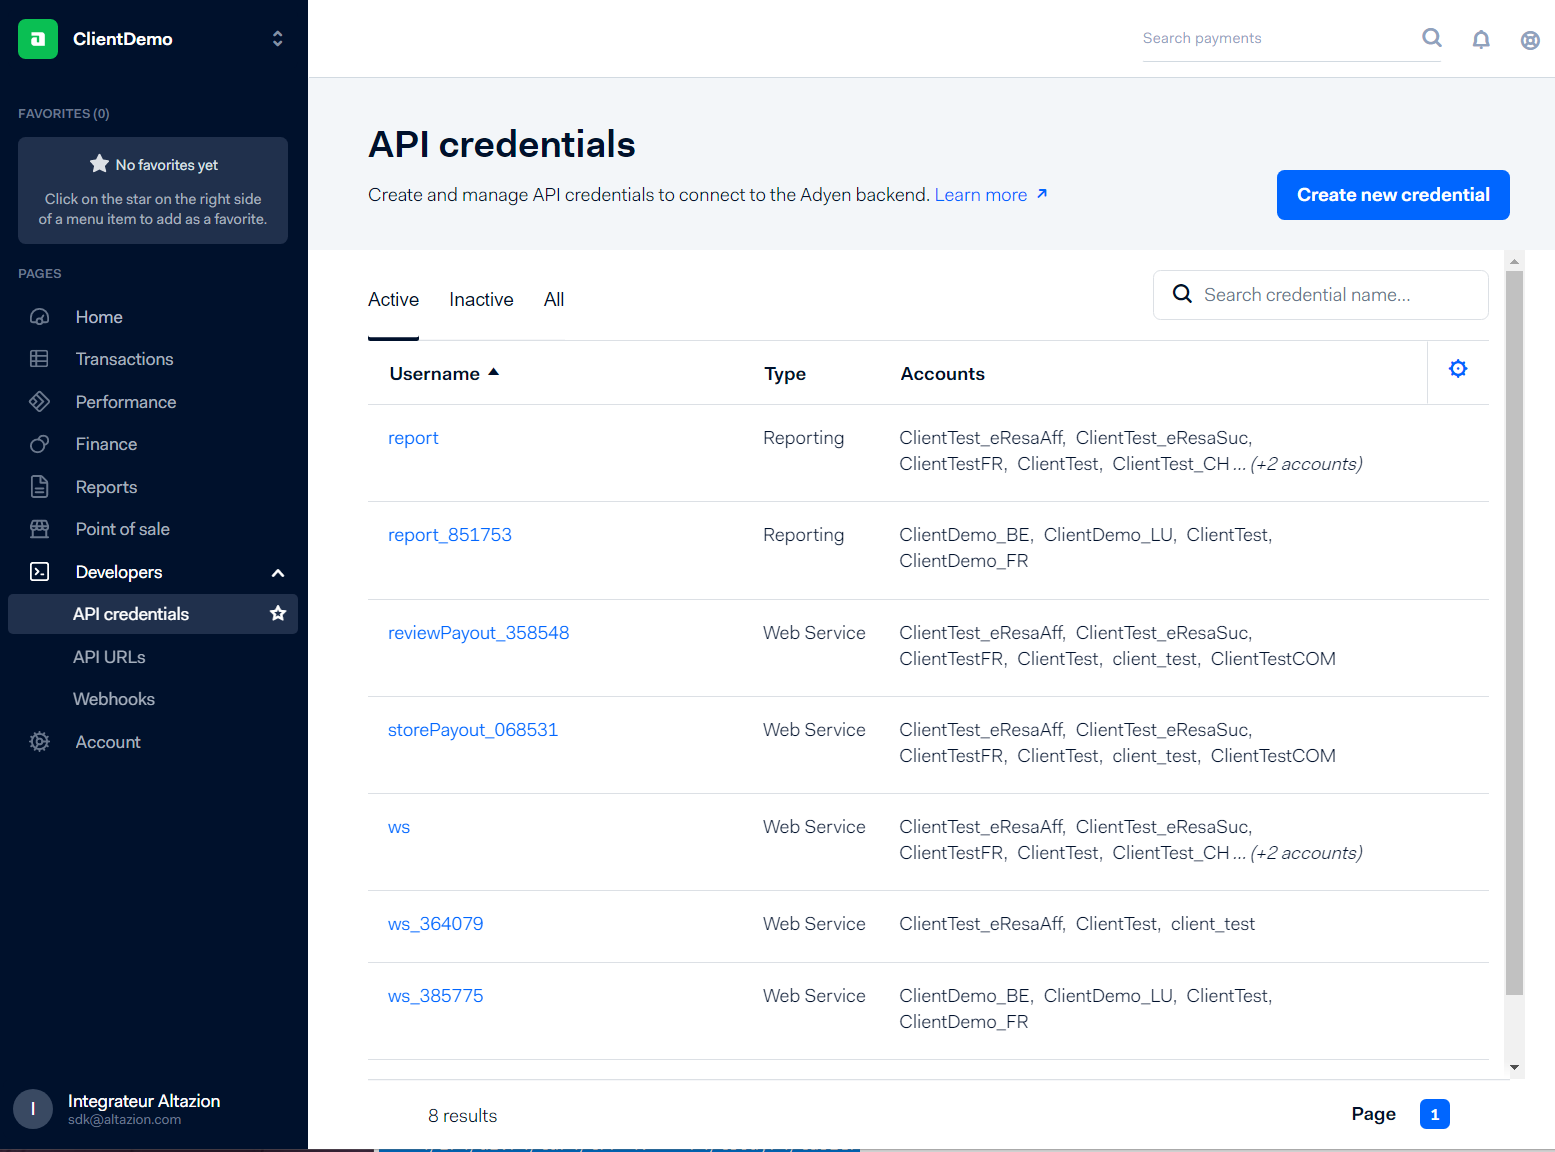 ClientDemo
FAVORITES (0)
No favorites yet
Click on the star on the right side
of a menu item to add as a favorite.
PAGES
Home
Transactions
Performance
Finance
Reports
Point of sale
Developers
API credentials
API URLs
Webhooks
Account
Integrateur Altazion
sdk@altazion.com
Search payments
API credentials
Create and manage API credentials to connect to the Adyen backend. Learn more
Create new credential
Active Inactive All
Search credential name...
Username Type Accounts
report Reporting ClientTest_eResaAff, ClientTest_eResaSuc,
ClientTestFR, ClientTest, ClientTest_CH ... (+2 accounts)
report_851753 Reporting ClientDemo_BE, ClientDemo_LU, ClientTest,
ClientDemo_FR
reviewPayout_358548 Web Service ClientTest_eResaAff, ClientTest_eResaSuc,
ClientTestFR, ClientTest, client_test, ClientTestCOM
storePayout_068531 Web Service ClientTest_eResaAff, ClientTest_eResaSuc,
ClientTestFR, ClientTest, client_test, ClientTestCOM
ws Web Service ClientTest_eResaAff, ClientTest_eResaSuc,
ClientTestFR, ClientTest, ClientTest_CH ... (+2 accounts)
ws_364079 Web Service ClientTest_eResaAff, ClientTest, client_test
ws_385775 Web Service ClientDemo_BE, ClientDemo_LU, ClientTest,
ClientDemo_FR
8 results
Page 1